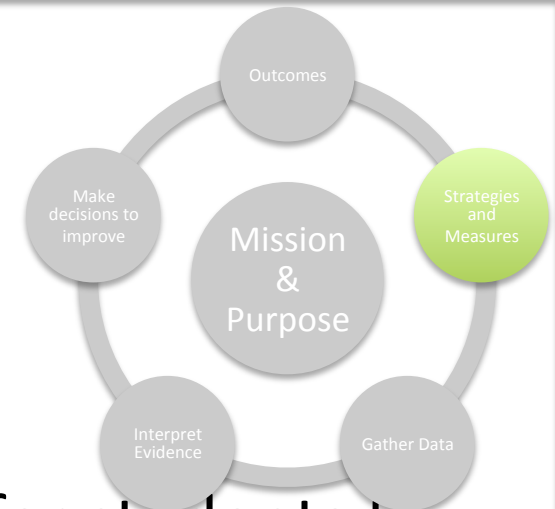 Outcomes
Strategies
and
Measures
Gather Data
Interpret
Evidence
Make
decisions to
improve
Mission
&
Purpose